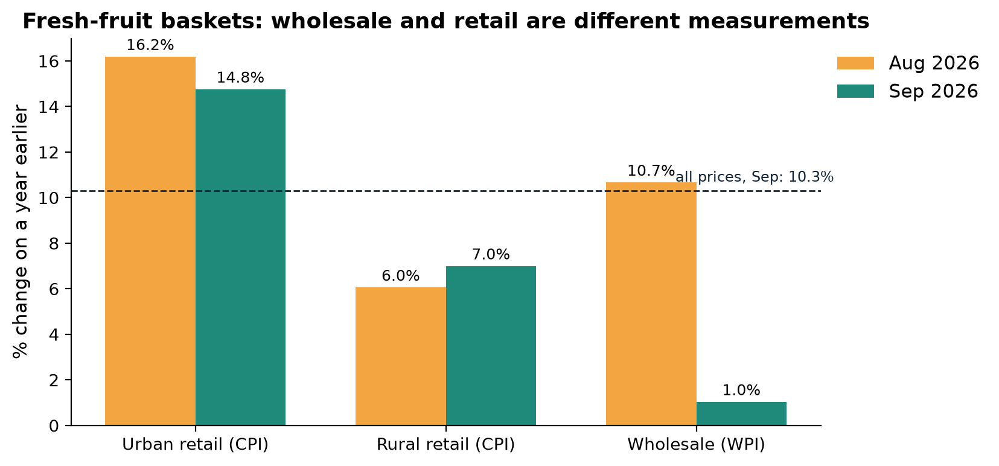 Fresh-fruit baskets: wholesale and retail are different measurements
% change on a year earlier
16
14
12
10
8
6
4
2
0
16.2%
14.8%
6.0%
7.0%
10.7%
1.0%
all prices, Sep: 10.3%
Urban retail (CPI)
Rural retail (CPI)
Wholesale (WPI)
Aug 2026
Sep 2026